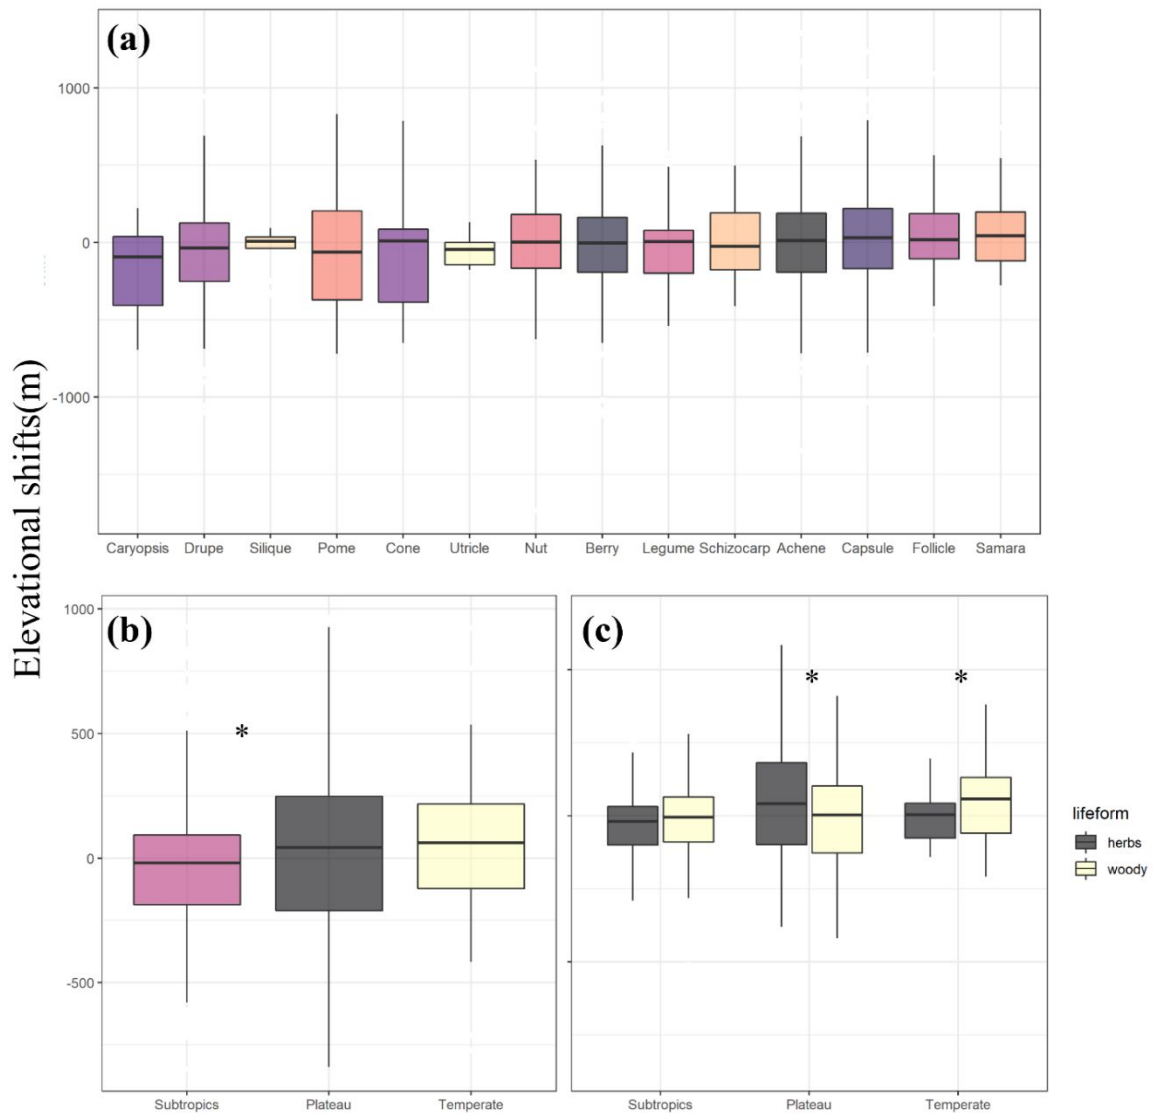 (a)
1000
0
-1000
Elevational shifts(m)
Caryopsis Drupe Silique Pome Cone Utricle Nut Berry Legume Schizocarp Achene Capsule Follicle Samara
(b)
1000
500
*
0
-500
Subtropics Plateau Temperate
(c)
* *
lifeform
herbs
woody
Subtropics Plateau Temperate